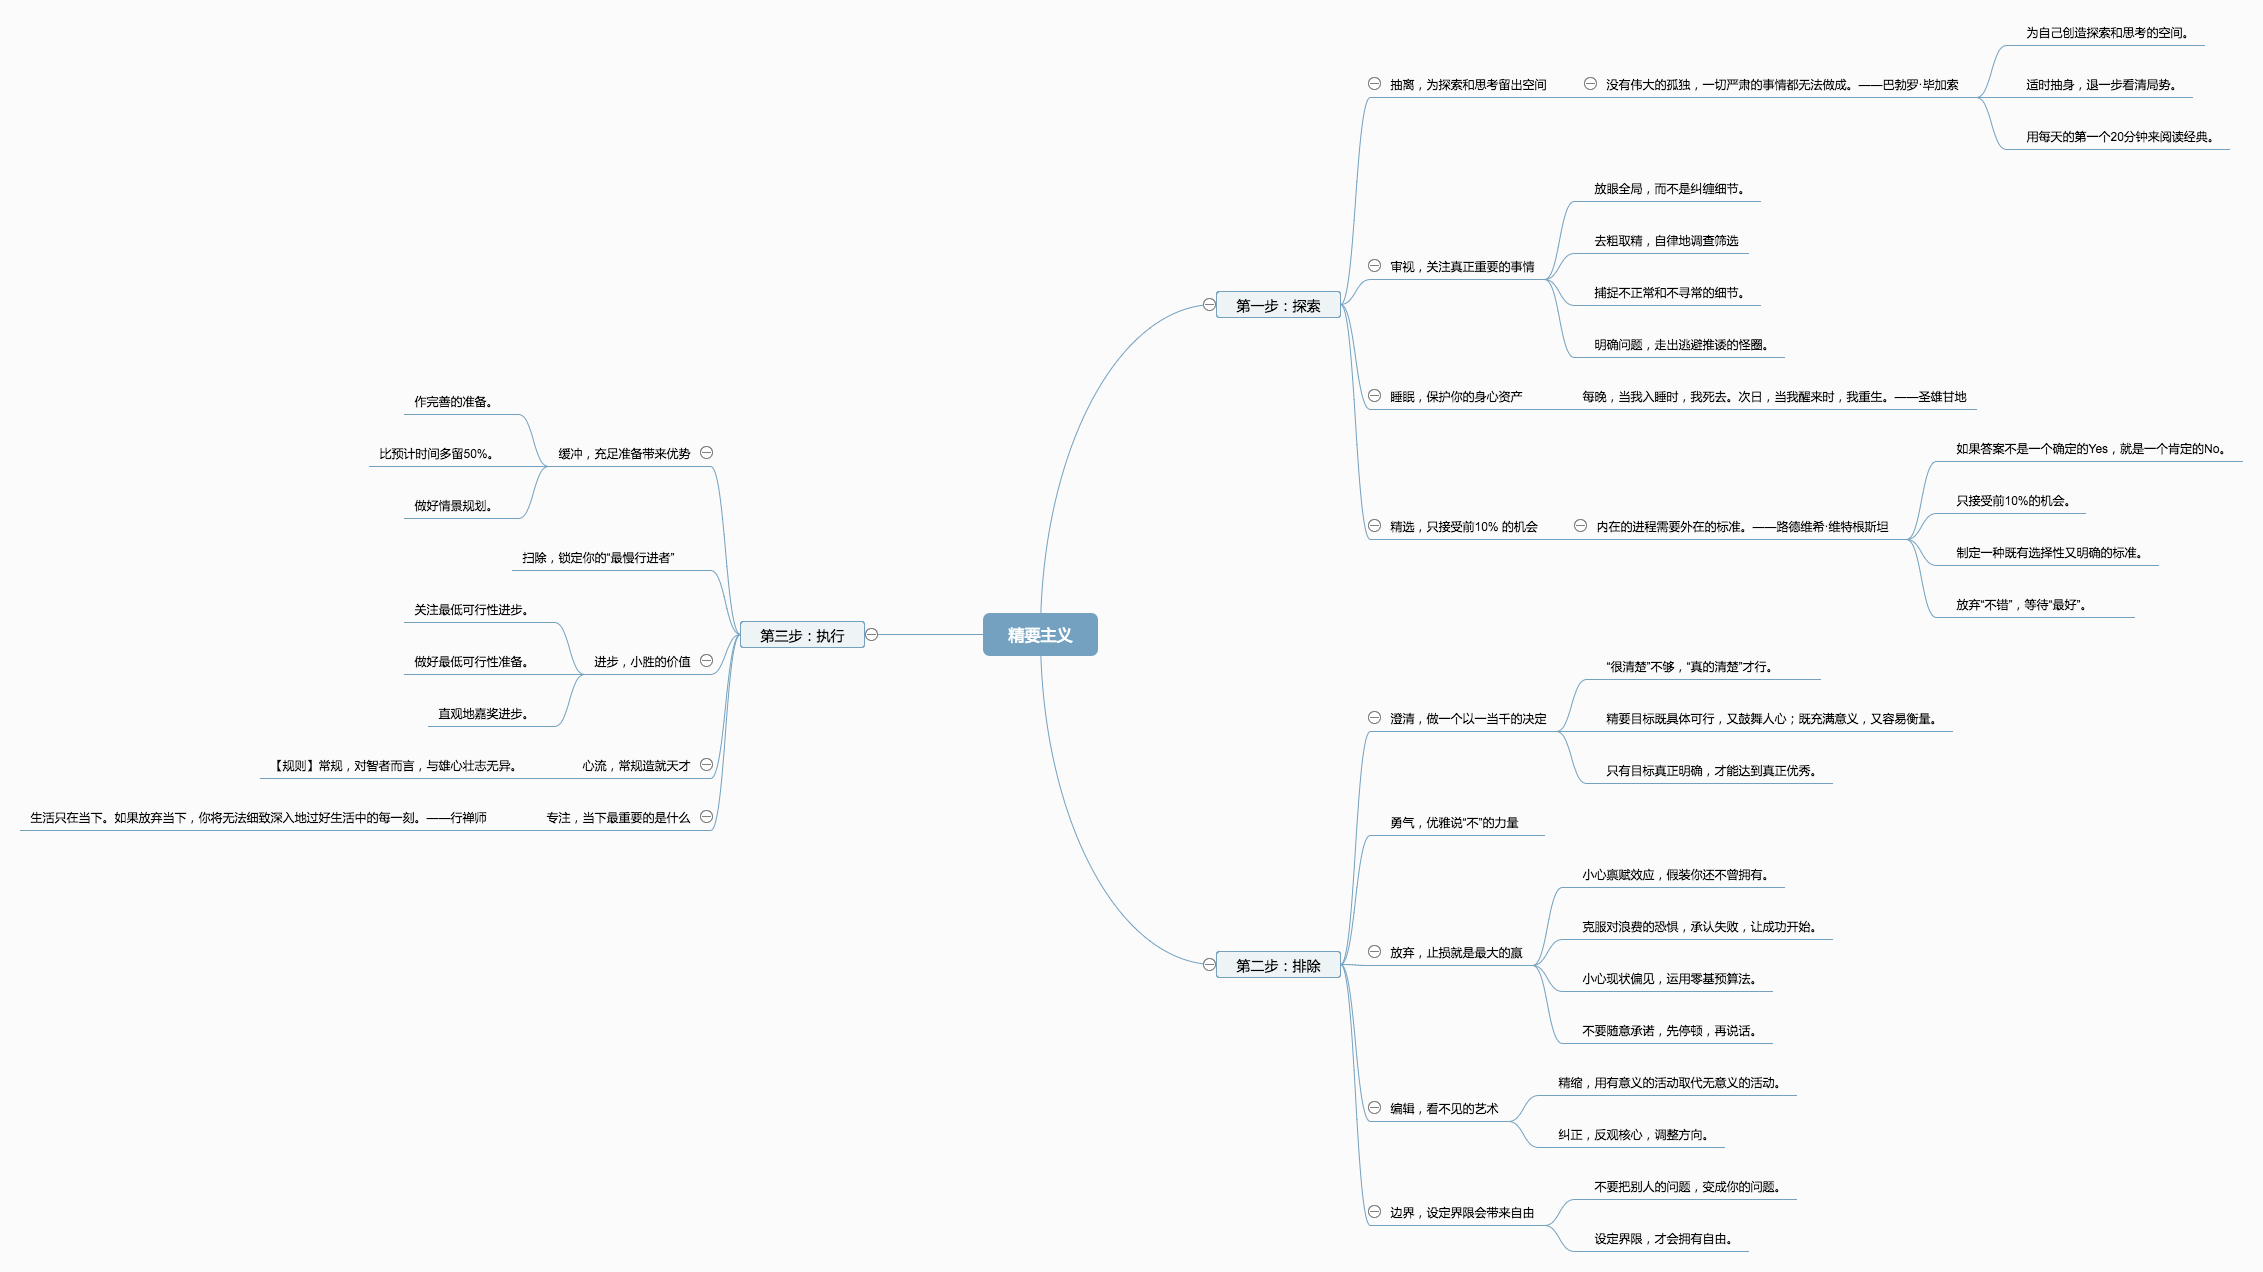 精要主义
第一步：探索
抽离，为探索和思考留出空间
没有伟大的孤独，一切严肃的事情都无法做成。——巴勃罗·毕加索
为自己创造探索和思考的空间。
适时抽身，退一步看清局势。
用每天的第一个20分钟来阅读经典。
审视，关注真正重要的事情
放眼全局，而不是纠缠细节。
去粗取精，自律地调查筛选
捕捉不正常和不寻常的细节。
明确问题，走出逃避推诿的怪圈。
睡眠，保护你的身心资产
每晚，当我入睡时，我死去。次日，当我醒来时，我重生。——圣雄甘地
精选，只接受前10% 的机会
内在的进程需要外在的标准。——路德维希·维特根斯坦
如果答案不是一个确定的Yes，就是一个肯定的No。
只接受前10%的机会。
制定一种既有选择性又明确的标准。
放弃“不错”，等待“最好”。
第二步：排除
澄清，做一个以一当千的决定
“很清楚”不够，“真的清楚”才行。
精要目标既具体可行，又鼓舞人心；既充满意义，又容易衡量。
只有目标真正明确，才能达到真正优秀。
勇气，优雅说“不”的力量
放弃，止损就是最大的赢
小心禀赋效应，假装你还不曾拥有。
克服对浪费的恐惧，承认失败，让成功开始。
小心现状偏见，运用零基预算法。
不要随意承诺，先停顿，再说话。
编辑，看不见的艺术
精缩，用有意义的活动取代无意义的活动。
纠正，反观核心，调整方向。
边界，设定界限会带来自由
不要把别人的问题，变成你的问题。
设定界限，才会拥有自由。
第三步：执行
缓冲，充足准备带来优势
作完善的准备。
比预计时间多留50%。
做好情景规划。
扫除，锁定你的“最慢行进者”
进步，小胜的价值
关注最低可行性进步。
做好最低可行性准备。
直观地嘉奖进步。
心流，常规造就天才
【规则】常规，对智者而言，与雄心壮志无异。
专注，当下最重要的是什么
生活只在当下。如果放弃当下，你将无法细致深入地过好生活中的每一刻。——行禅师